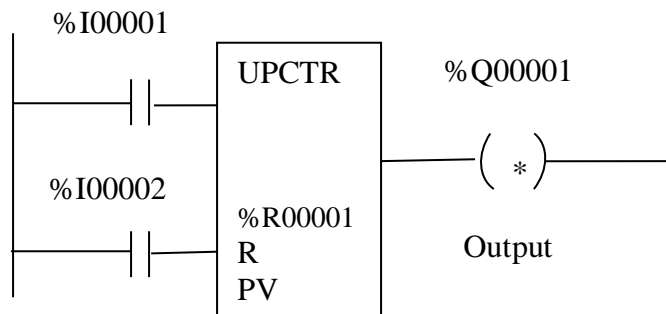 %I00001
UPCTR
%Q00001
*
%I00002
%R00001
R
Output
PV